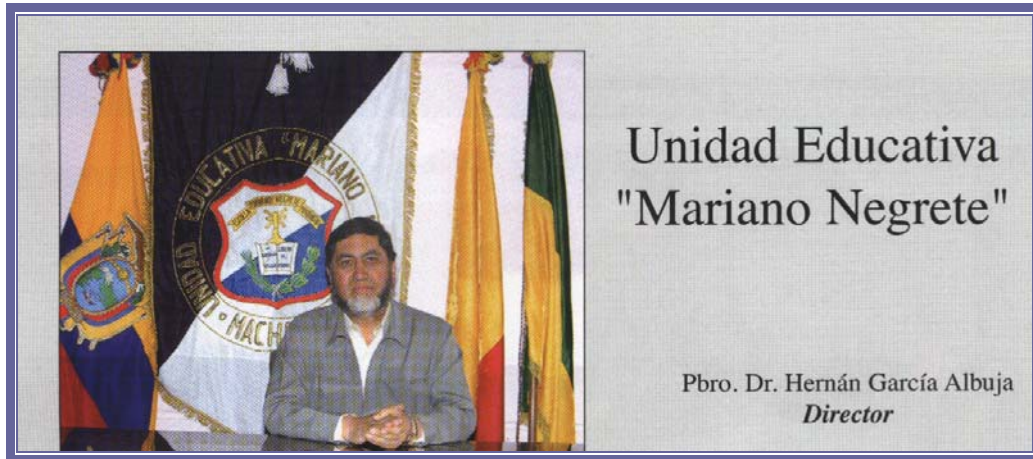 UNIDAD EDUCATIVA "MARIANO
MACH
Unidad Educativa
"Mariano Negrete"
Pbro. Dr. Hernán García Albuja
Director